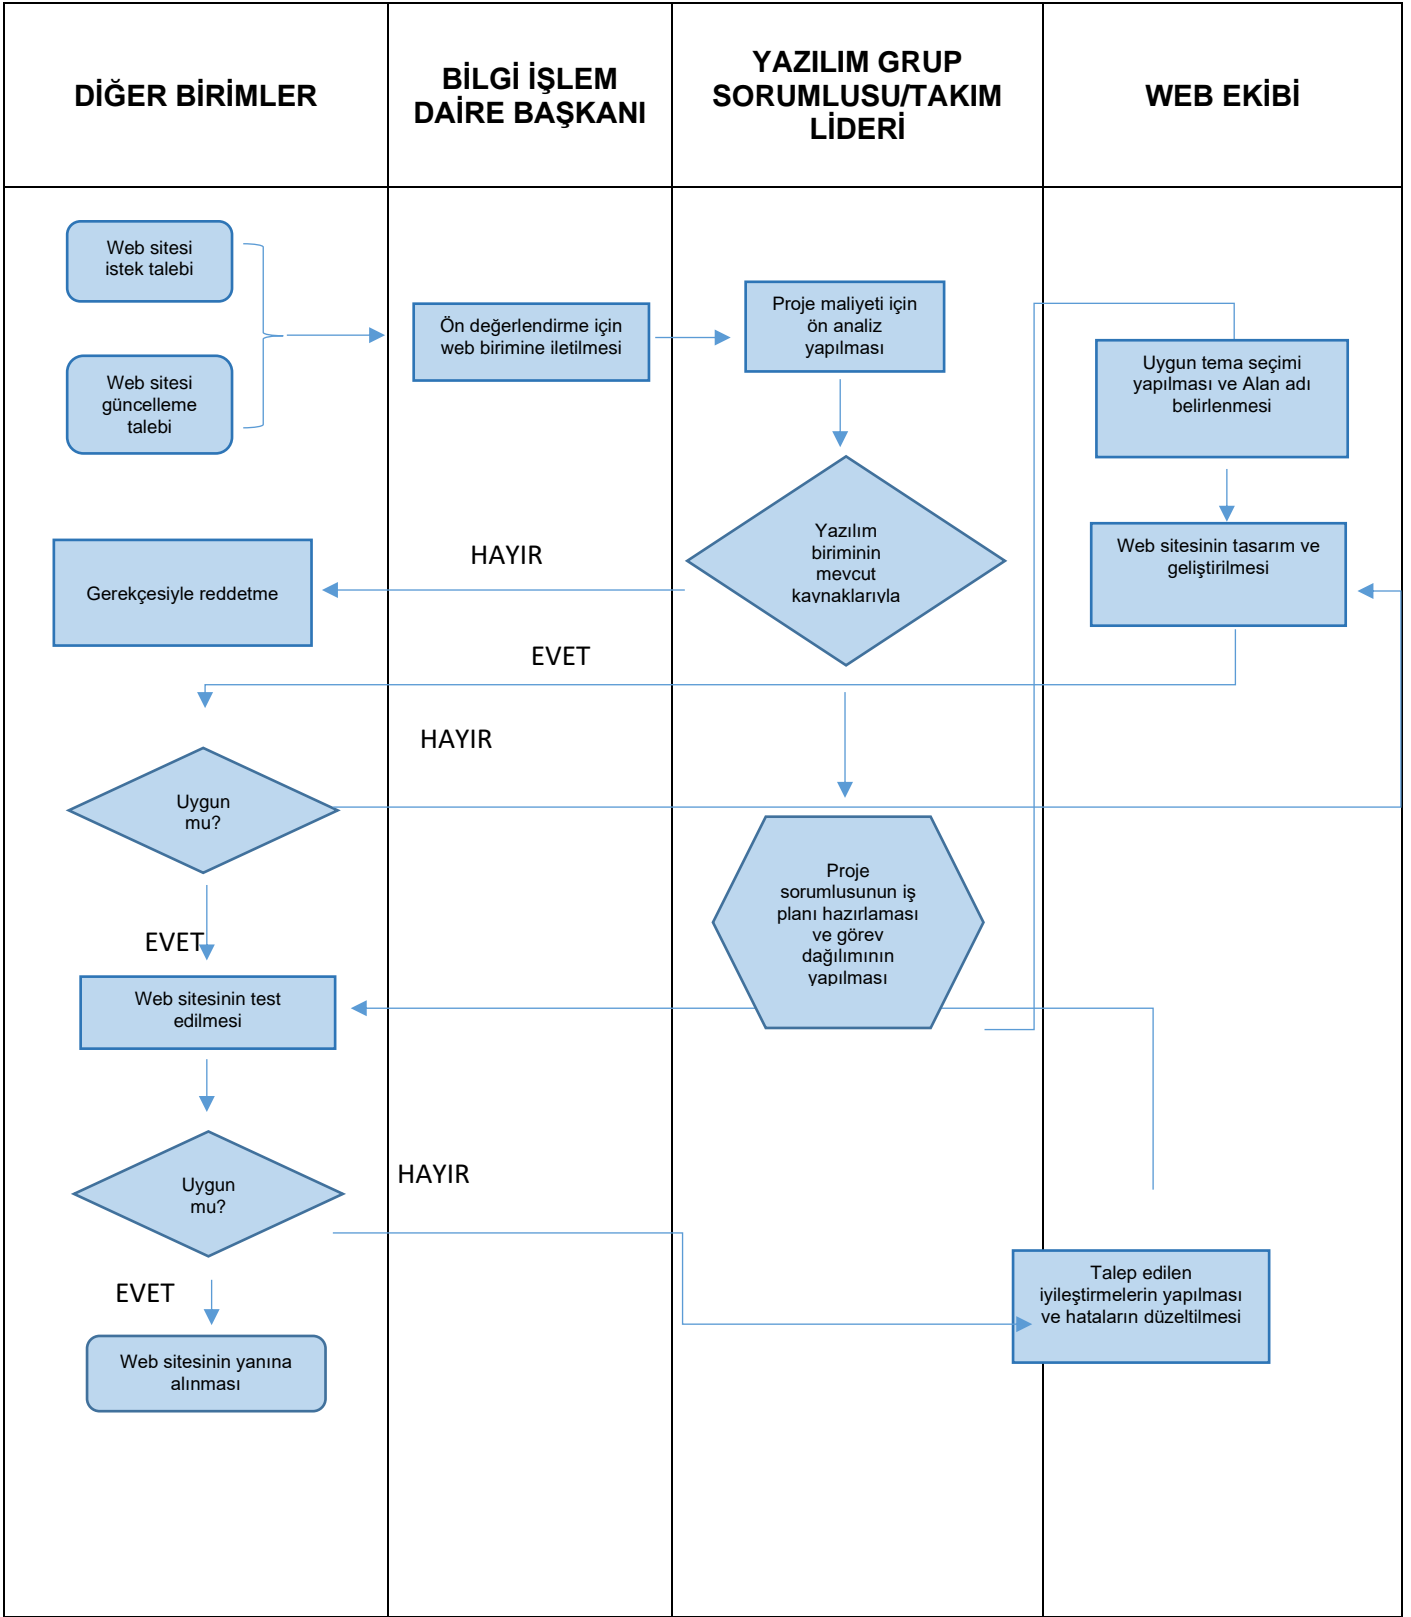 DİĞER BİRİMLER
BİLGİ İŞLEM
DAİRE BAŞKANI
YAZILIM GRUP
SORUMLUSU/TAKIM
LİDERİ
WEB EKİBİ
Web sitesi
istek talebi
Web sitesi
güncelleme
talebi
Ön değerlendirme için
web birimine iletilmesi
Proje maliyeti için
ön analiz
yapılması
Uygun tema seçimi
yapılması ve Alan adı
belirlenmesi
Yazılım
biriminin
mevcut
kaynaklarıyla
Web sitesinin tasarım ve
geliştirilmesi
HAYIR
Gerekçesiyle reddetme
EVET
HAYIR
Uygun
mu?
Proje
sorumlusunun iş
planı hazırlaması
ve görev
dağılımının
yapılması
EVET
Web sitesinin test
edilmesi
Uygun
mu?
HAYIR
Talep edilen
iyileştirmelerin yapılması
ve hataların düzeltilmesi
EVET
Web sitesinin yanına
alınması